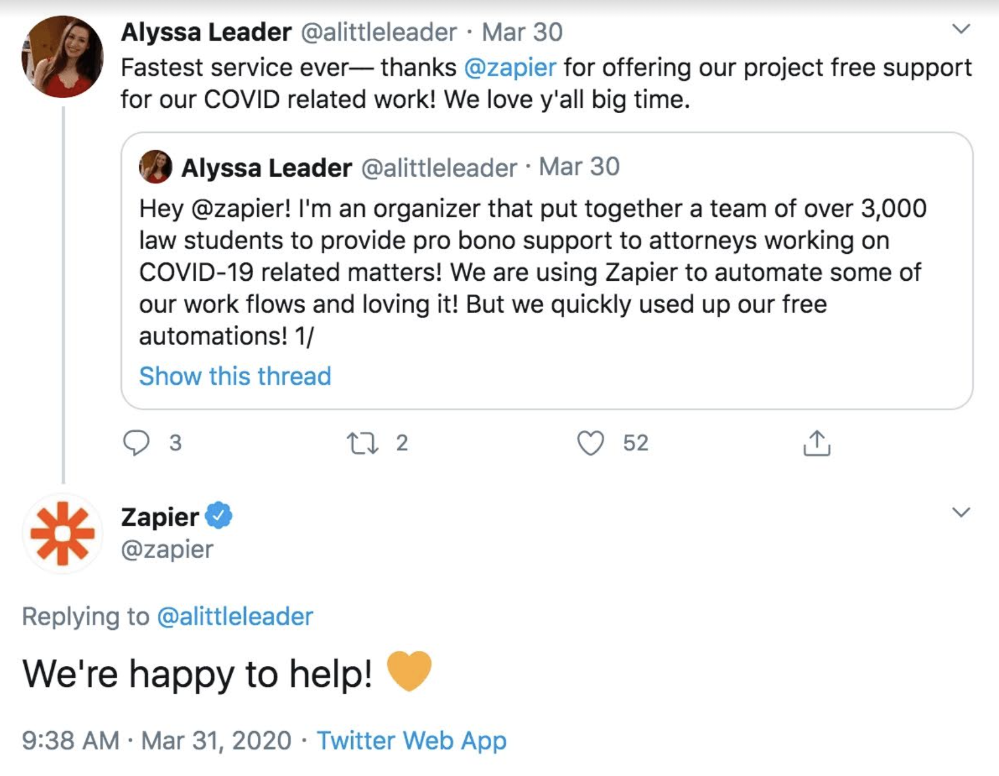 Alyssa Leader @alittleleader · Mar 30
Fastest service ever— thanks @zapier for offering our project free support
for our COVID related work! We love y'all big time.
Alyssa Leader @alittleleader · Mar 30
Hey @zapier! I'm an organizer that put together a team of over 3,000
law students to provide pro bono support to attorneys working on
COVID-19 related matters! We are using Zapier to automate some of
our work flows and loving it! But we quickly used up our free
automations! 1/
Show this thread
3 2 52
Zapier
@zapier
Replying to @alittleleader
We're happy to help! 🧡
9:38 AM · Mar 31, 2020 · Twitter Web App